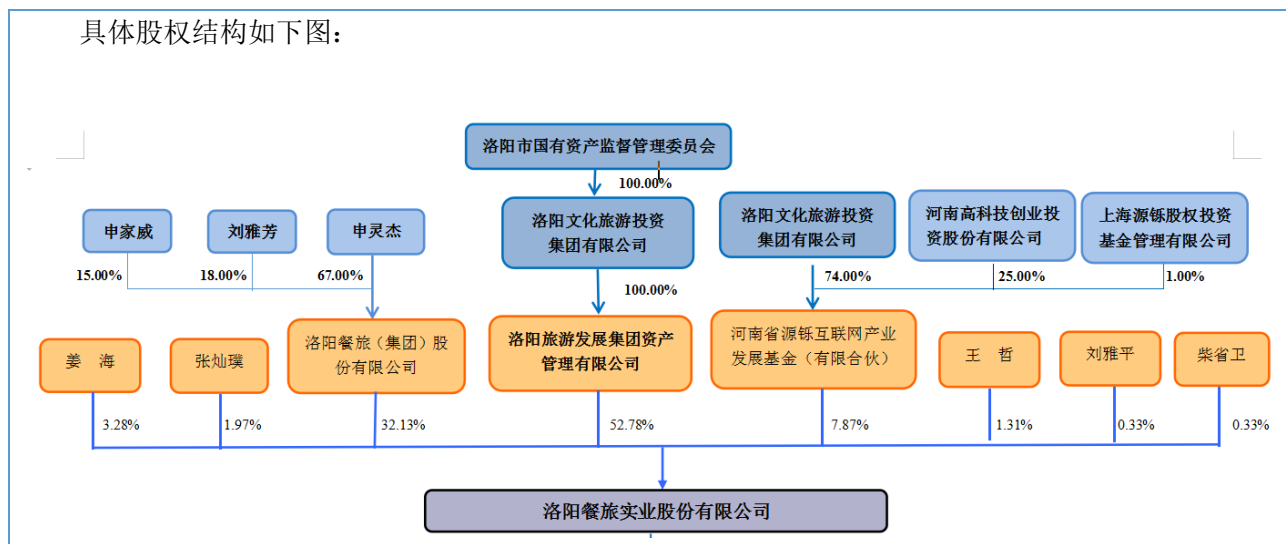 具体股权结构如下图：
洛阳市国有资产监督管理委员会
100.00%
申家威
刘雅芳
申灵杰
洛阳文化旅游投资
集团有限公司
洛阳文化旅游投资
集团有限公司
河南高科技创业投
资股份有限公司
上海源铄股权投资
基金管理有限公司
15.00%
18.00%
67.00%
100.00%
74.00%
25.00%
1.00%
姜 海
张灿璞
洛阳餐旅（集团）股
份有限公司
洛阳旅游发展集团资产
管理有限公司
河南省源铄互联网产业
发展基金（有限合伙）
王 哲
刘雅平
柴省卫
3.28%
1.97%
32.13%
52.78%
7.87%
1.31%
0.33%
0.33%
洛阳餐旅实业股份有限公司